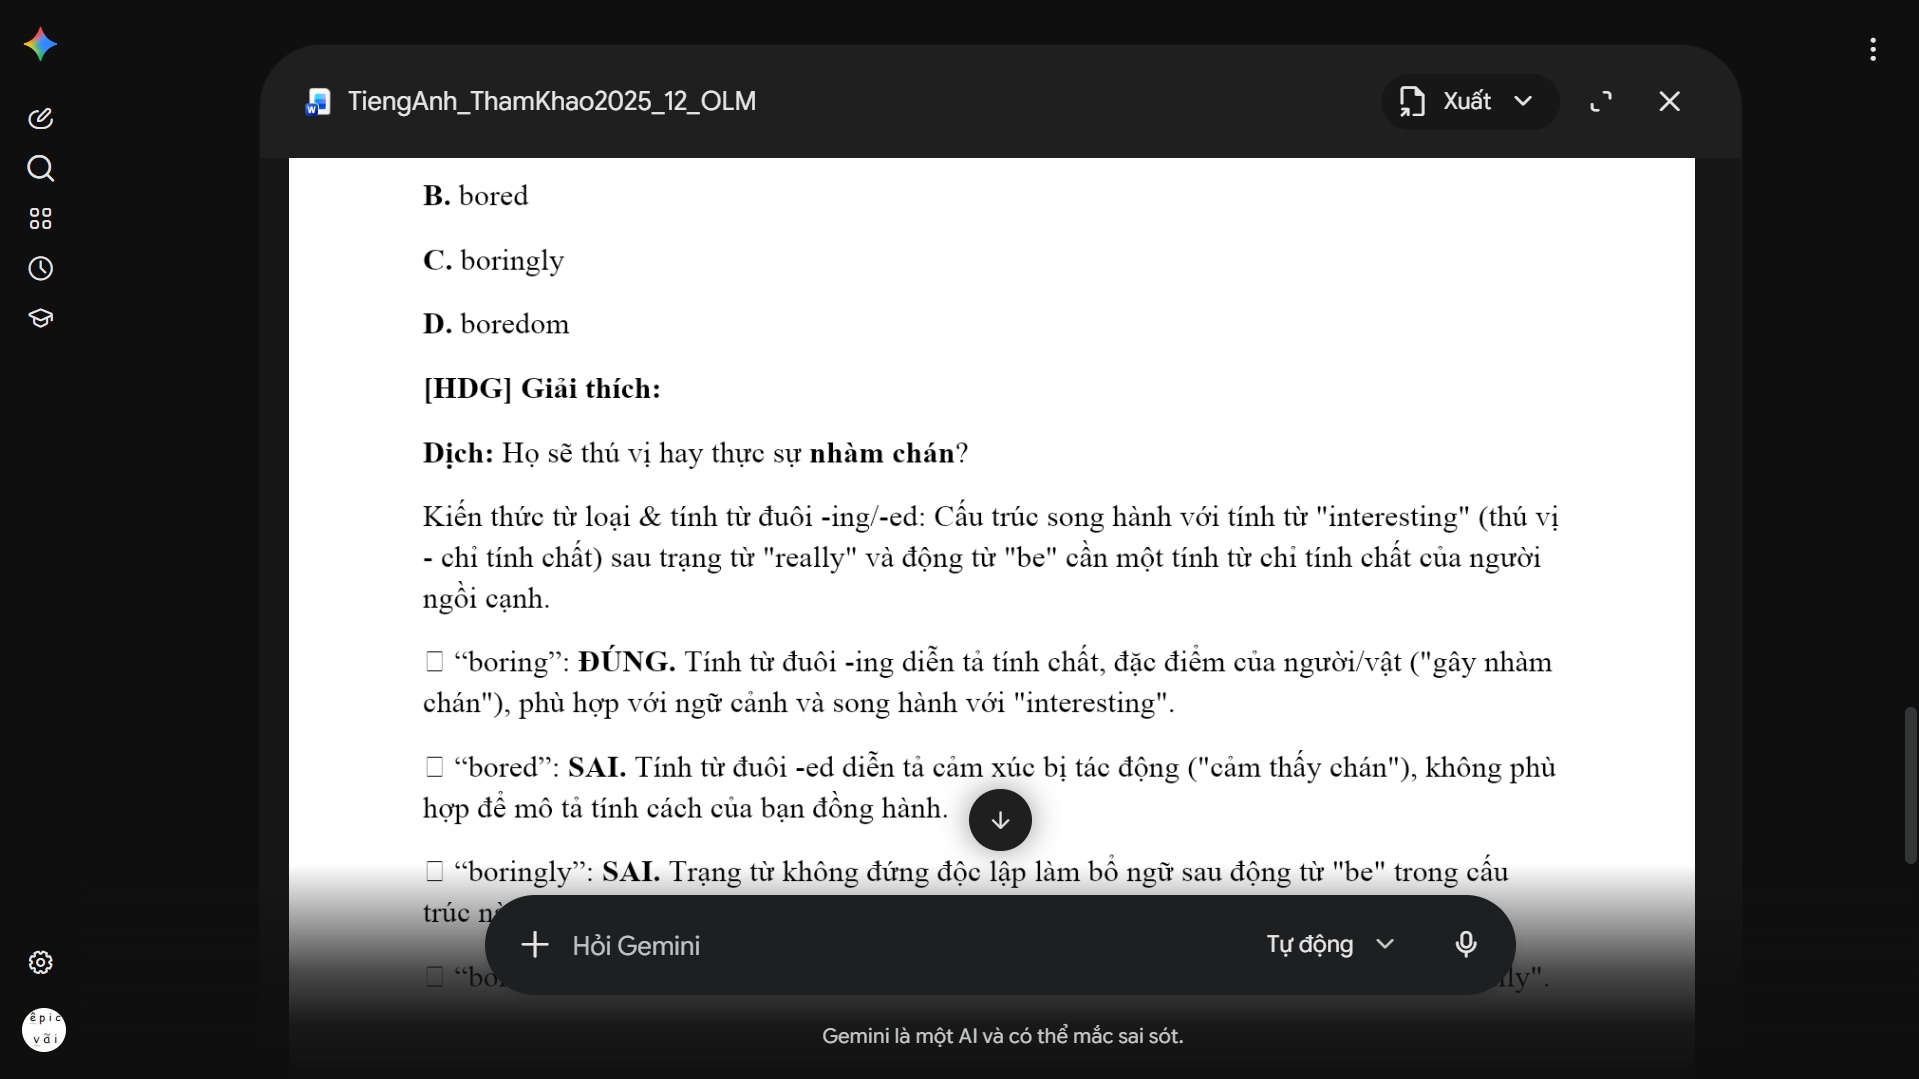 TiengAnh_ThamKhao2025_12_OLM
Xuất
B. bored
C. boringly
D. boredom
[HDG] Giải thích:
Dịch: Họ sẽ thú vị hay thực sự nhàm chán?
Kiến thức từ loại & tính từ đuôi -ing/-ed: Cấu trúc song hành với tính từ "interesting" (thú vị
- chỉ tính chất) sau trạng từ "really" và động từ "be" cần một tính từ chỉ tính chất của người
ngồi cạnh.
□ “boring”: ĐÚNG. Tính từ đuôi -ing diễn tả tính chất, đặc điểm của người/vật ("gây nhàm
chán"), phù hợp với ngữ cảnh và song hành với "interesting".
□ “bored”: SAI. Tính từ đuôi -ed diễn tả cảm xúc bị tác động ("cảm thấy chán"), không phù
hợp để mô tả tính cách của bạn đồng hành.
□ “boringly”: SAI. Trạng từ không đứng độc lập làm bổ ngữ sau động từ "be" trong cấu
trúc
Hỏi Gemini
Tự động
Gemini là một AI và có thể mắc sai sót.
êpic
vãi